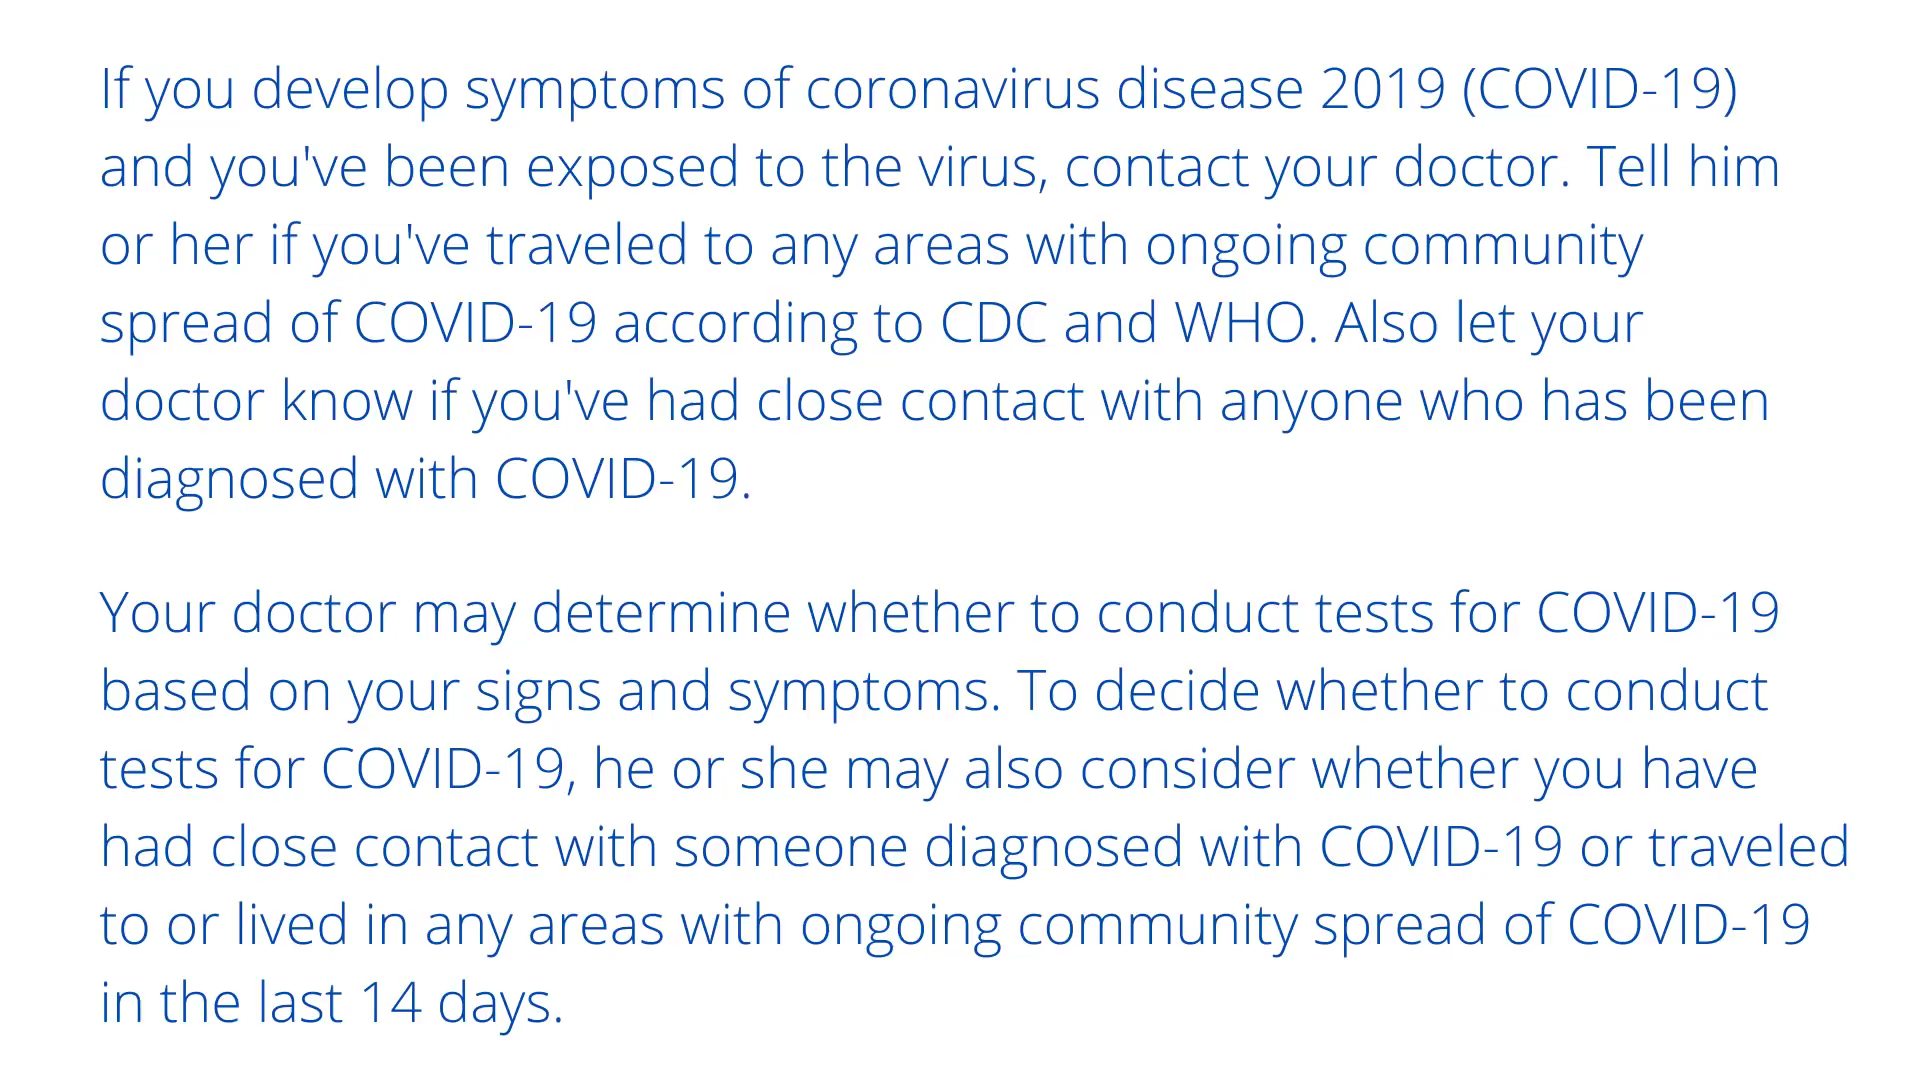 If you develop symptoms of coronavirus disease 2019 (COVID-19)
and you've been exposed to the virus, contact your doctor. Tell him
or her if you've traveled to any areas with ongoing community
spread of COVID-19 according to CDC and WHO. Also let your
doctor know if you've had close contact with anyone who has been
diagnosed with COVID-19.
Your doctor may determine whether to conduct tests for COVID-19
based on your signs and symptoms. To decide whether to conduct
tests for COVID-19, he or she may also consider whether you have
had close contact with someone diagnosed with COVID-19 or traveled
to or lived in any areas with ongoing community spread of COVID-19
in the last 14 days.